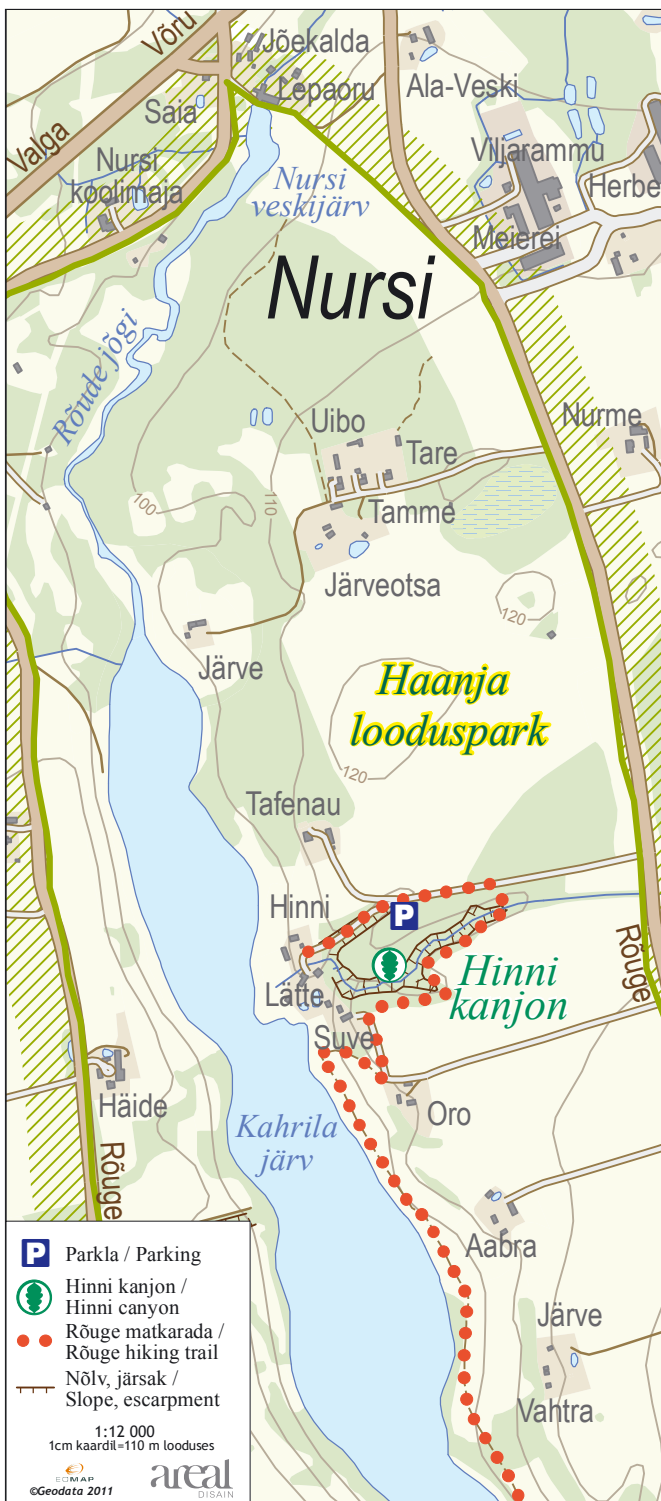 Võru
Jõekalda
Lepaoru
Ala-Veski
Saia
Valga
Nursi
koolimaja
Nursi
veskijärv
Viljarammu
Herbe
Meierei
Nursi
Rõude jõgi
Uibo
Nurme
Tare
100
110
Tamme
Järveotsa
120
Järve
Haanja
looduspark
120
Tafenau
Hinni
P
Rõuge
Hinni
kanjon
Lätte
Suve
Häide
Oro
Kahrila
järv
Rõuge
Aabra
Järve
Vahtra
P Parkla / Parking
Hinni kanjon /
Hinni canyon
Rõuge matkarada /
Rõuge hiking trail
Nõlv, järsak /
Slope, escarpment
1:12 000
1cm kaardil=110 m looduses
EOMAP
©Geodata 2011
areal
DISAIN